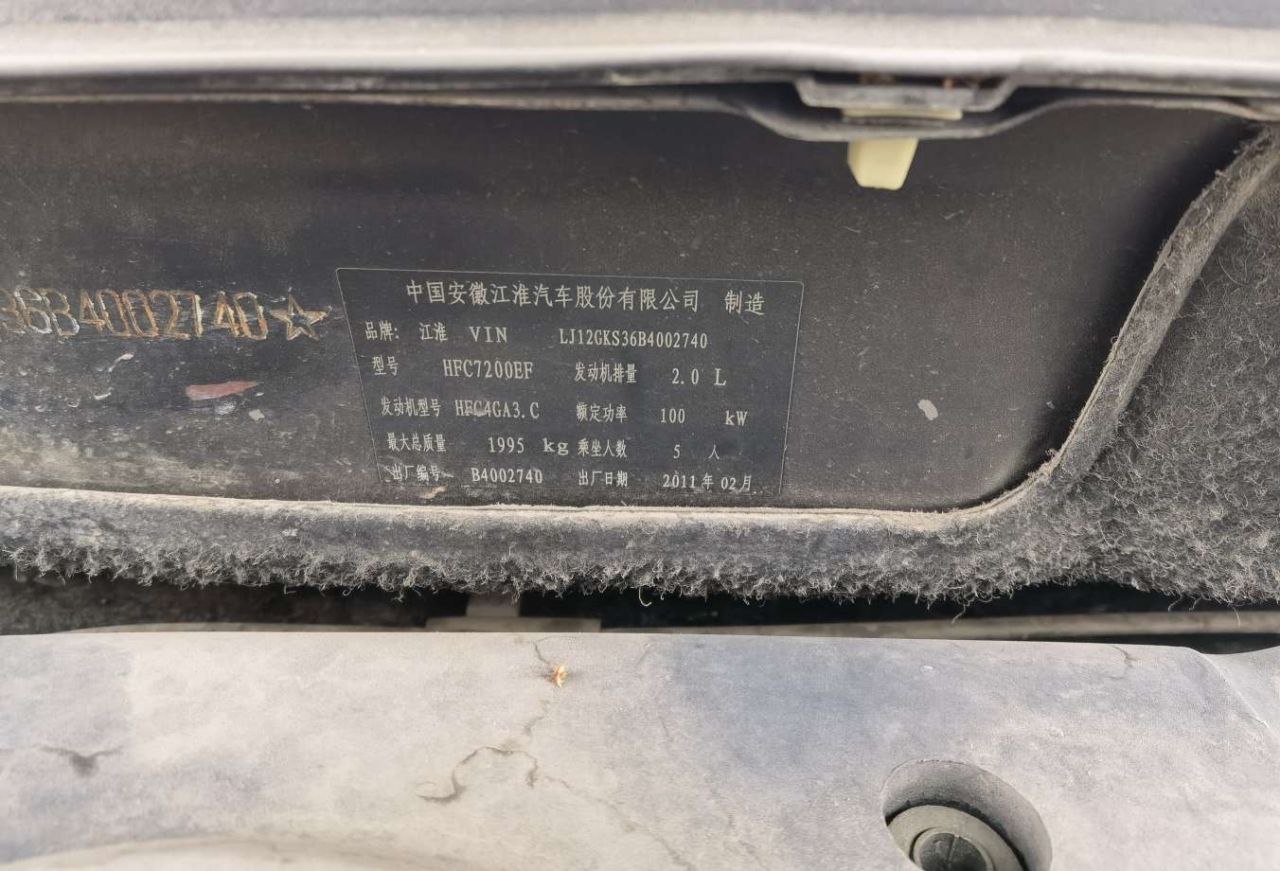 36B4002740☆
中国安徽江淮汽车股份有限公司 制造
品牌: 江淮 VIN LJ12GKS36B4002740
型号 HFC7200EF 发动机排量 2.0 L
发动机型号 HFC4GA3.C 额定功率 100 kW
最大总质量 1995 kg 乘坐人数 5 人
出厂编号 B4002740 出厂日期 2011年02月